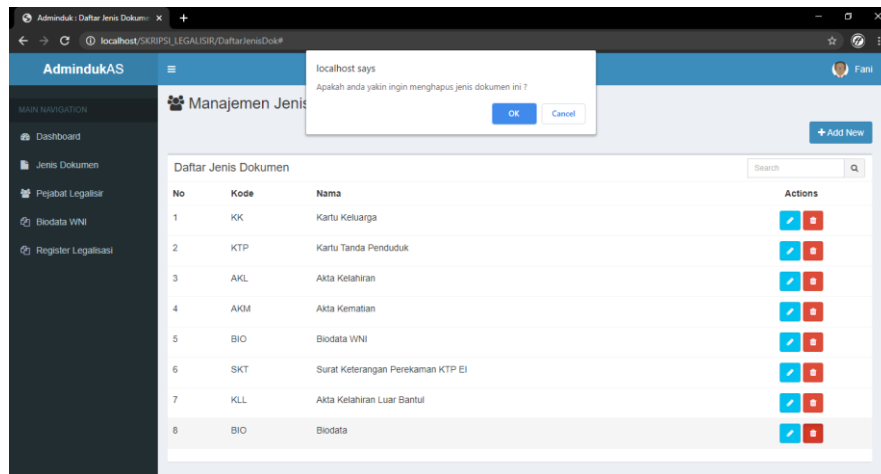 Adminduk : Daftar Jenis Dokume
localhost/SKRIPSI_LEGALISIR/DaftarJenisDok#
AdmindukAS
Fani
localhost says
Apakah anda yakin ingin menghapus jenis dokumen ini ?
OK Cancel
MAIN NAVIGATION
Dashboard
Jenis Dokumen
Pejabat Legalisir
Biodata WNI
Register Legalisasi
Manajemen Jenis
Add New
Daftar Jenis Dokumen
Search
No Kode Nama Actions
1 KK Kartu Keluarga
2 KTP Kartu Tanda Penduduk
3 AKL Akta Kelahiran
4 AKM Akta Kematian
5 BIO Biodata WNI
6 SKT Surat Keterangan Perekaman KTP El
7 KLL Akta Kelahiran Luar Bantul
8 BIO Biodata